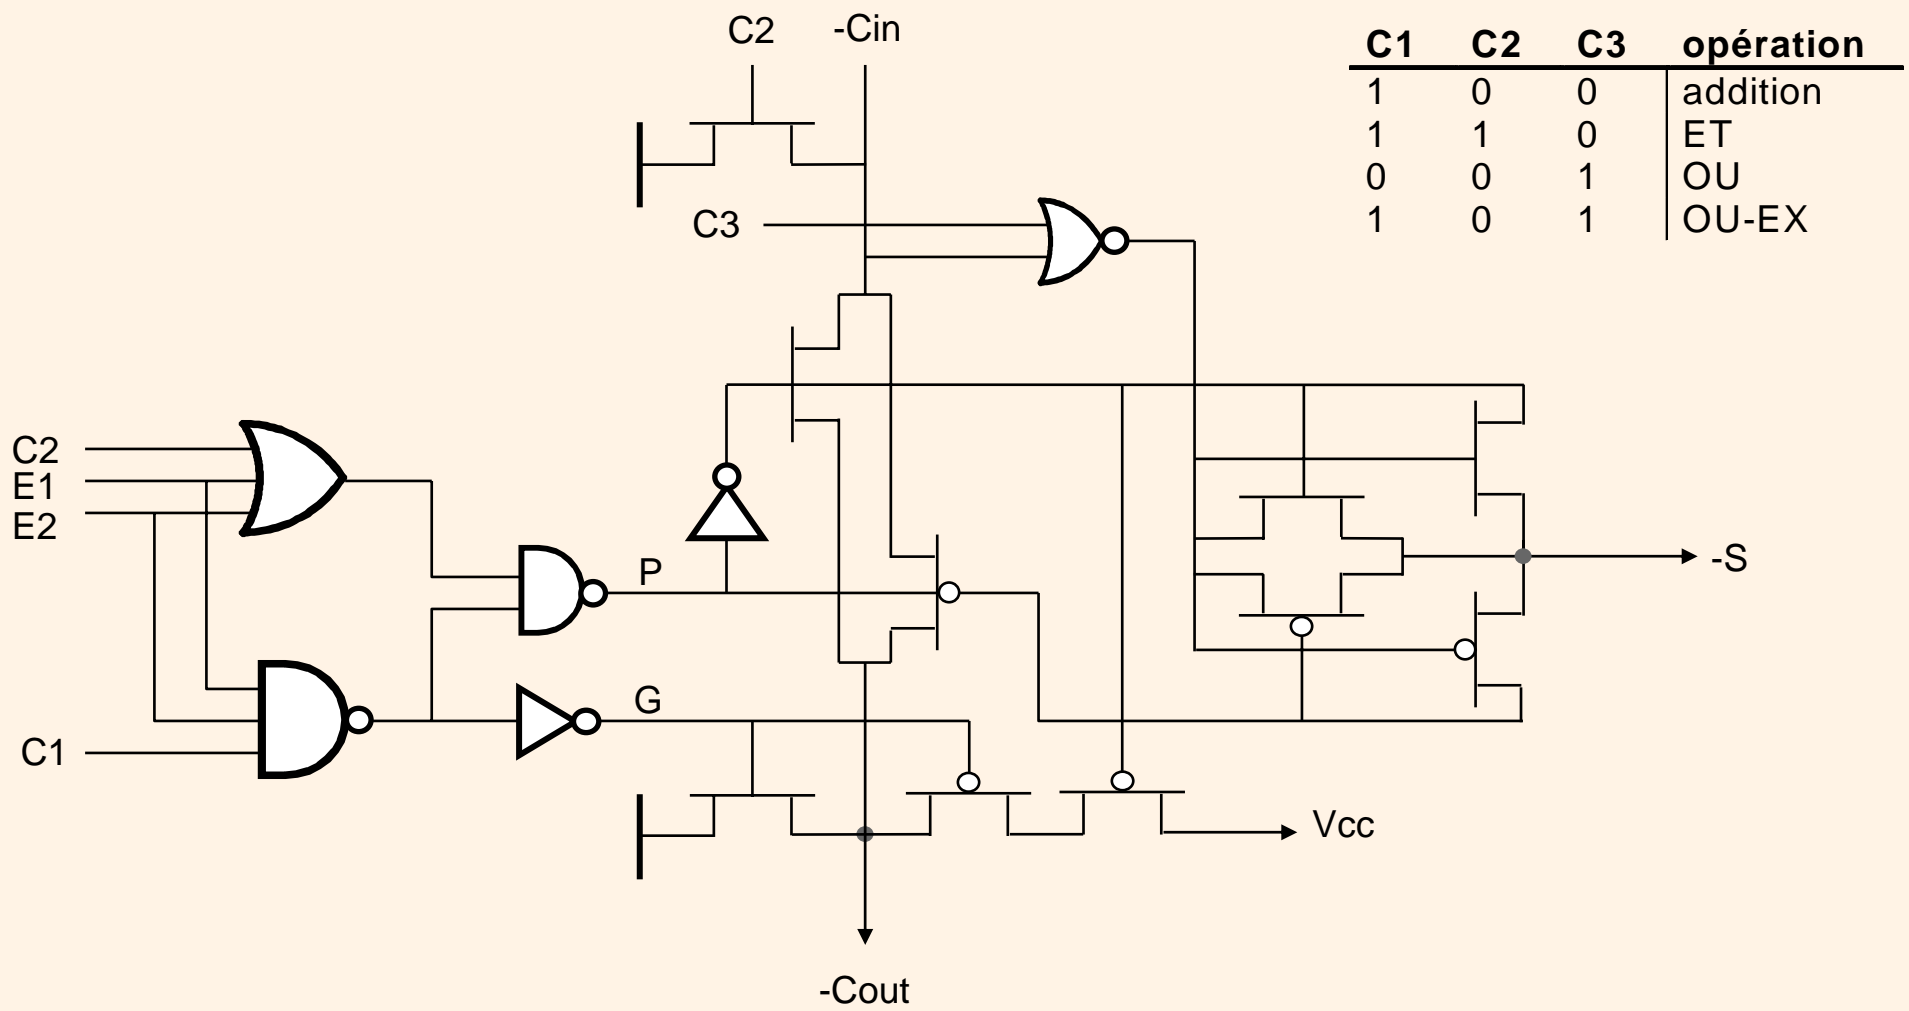 C2 -Cin
C1 C2 C3 opération
1 0 0 addition
1 1 0 ET
0 0 1 OU
1 0 1 OU-EX
C3
C2
E1
E2
P
-S
G
C1
Vcc
-Cout